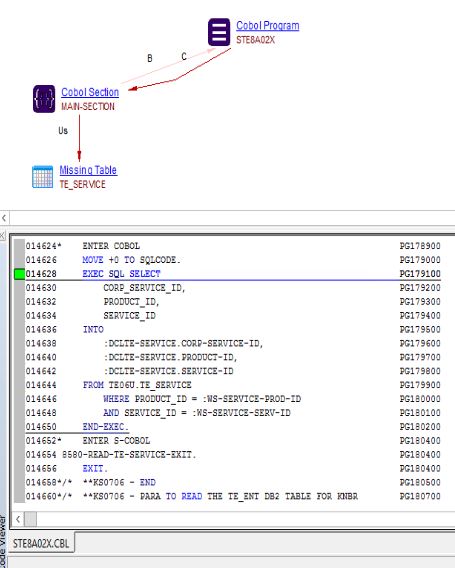 Cobol Program
STE8A02X
B
C
Cobol Section
MAIN-SECTION
Us
Missing Table
TE_SERVICE
014624* ENTER COBOL PG178900
014626 MOVE +0 TO SQLCODE. PG179000
014628 EXEC SQL SELECT PG179100
014630 CORP_SERVICE_ID, PG179200
014632 PRODUCT_ID, PG179300
014634 SERVICE_ID PG179400
014636 INTO PG179500
014638 :DCLTE-SERVICE.CORP-SERVICE-ID, PG179600
014640 :DCLTE-SERVICE.PRODUCT-ID, PG179700
014642 :DCLTE-SERVICE.SERVICE-ID PG179800
014644 FROM TE06U.TE_SERVICE PG179900
014646 WHERE PRODUCT_ID = :WS-SERVICE-PROD-ID PG180000
014648 AND SERVICE_ID = :WS-SERVICE-SERV-ID PG180100
014650 END-EXEC. PG180200
014652* ENTER S-COBOL PG180400
014654 8580-READ-TE-SERVICE-EXIT. PG180400
014656 EXIT. PG180400
014658*/* **KS0706 - END PG180500
014660*/* **KS0706 - PARA TO READ THE TE_ENT DB2 TABLE FOR KNBR PG180700
STE8A02X.CBL
ode Viewer